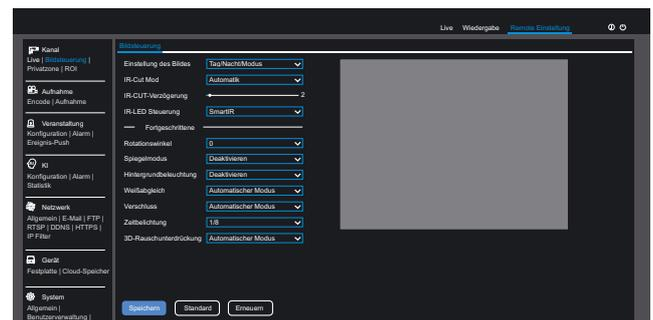 Live Wiedergabe Remote Einstellung
Kanal
Live | Bildsteuerung |
Privatzone | ROI
Aufnahme
Encode | Aufnahme
Veranstaltung
Konfiguration | Alarm |
Ereignis-Push
KI
Konfiguration | Alarm |
Statistik
Netzwerk
Allgemein | E-Mail | FTP |
RTSP | DDNS | HTTPS |
IP Filter
Gerät
Festplatte | Cloud-Speicher
System
Allgemein |
Benutzerverwaltung |
Bildsteuerung
Einstellung des Bildes Tag/Nacht/Modus
IR-Cut Mod Automatik
IR-CUT-Verzögerung 2
IR-LED Steuerung SmartIR
Fortgeschrittene
Rotationswinkel 0
Spiegelmodus Deaktivieren
Hintergrundbeleuchtung Deaktivieren
Weißabgleich Automatischer Modus
Verschluss Automatischer Modus
Zeitbelichtung 1/8
3D-Rauschunterdrückung Automatischer Modus
Speichern Standard Erneuern